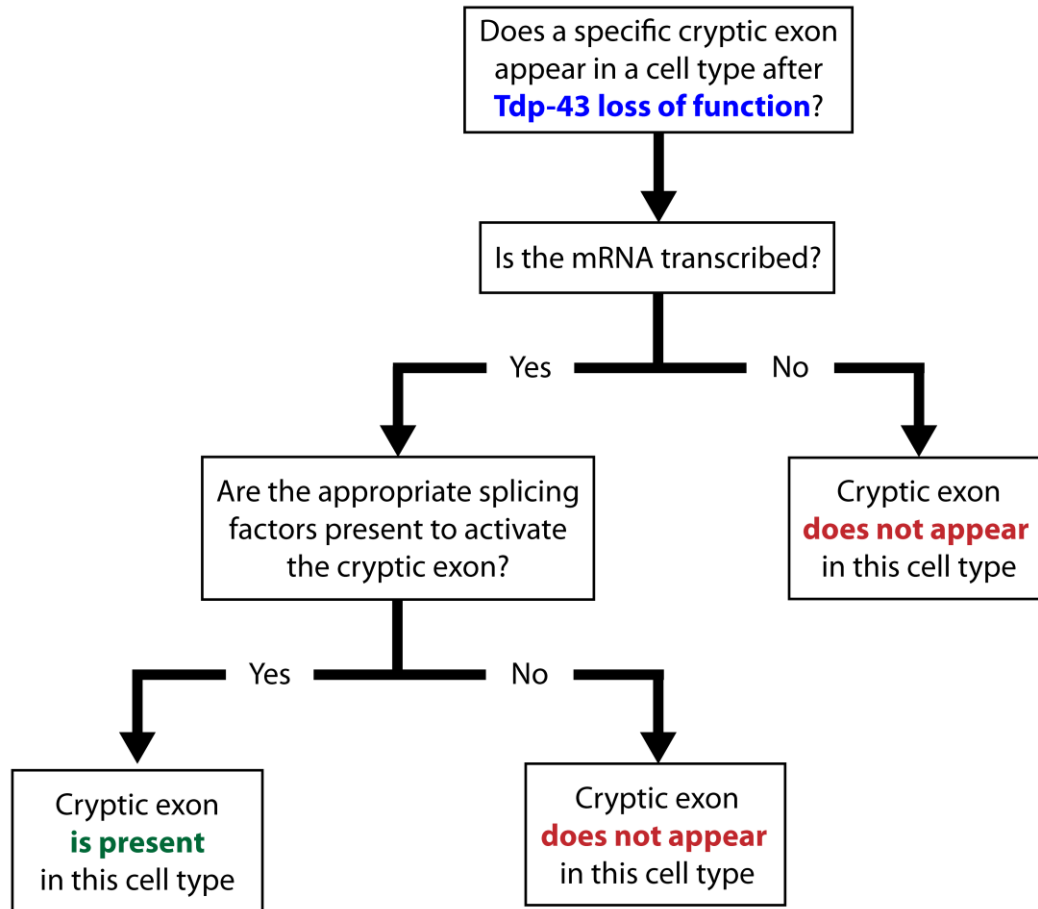 Does a specific cryptic exon
appear in a cell type after
Tdp-43 loss of function?
Is the mRNA transcribed?
Yes
No
Are the appropriate splicing
factors present to activate
the cryptic exon?
Cryptic exon
does not appear
in this cell type
Yes
No
Cryptic exon
is present
in this cell type
Cryptic exon
does not appear
in this cell type